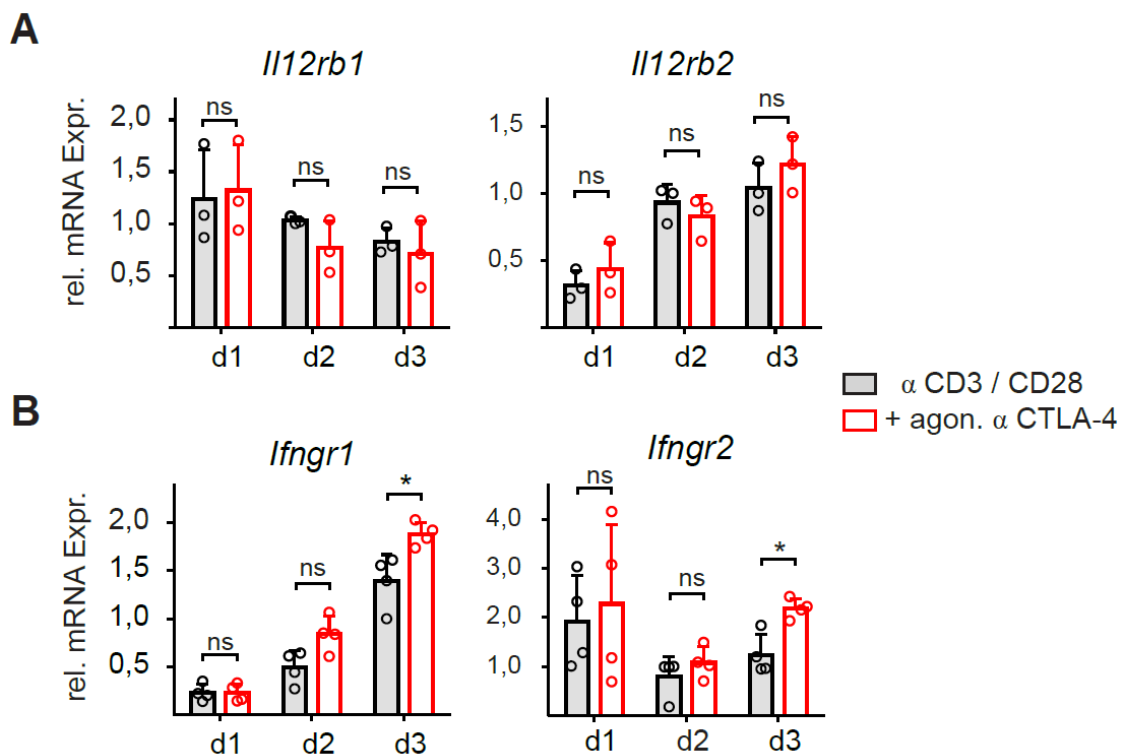 A
Il12rb1
Il12rb2
rel. mRNA Expr.
2,0
1,5
1,0
0,5
ns
ns
ns
d1
d2
d3
1,5
1,0
0,5
ns
ns
ns
d1
d2
d3
α CD3 / CD28
+ agon. α CTLA-4
B
Ifngr1
Ifngr2
rel. mRNA Expr.
2,0
1,5
1,0
0,5
ns
ns
*
d1
d2
d3
4,0
3,0
2,0
1,0
ns
ns
*
d1
d2
d3